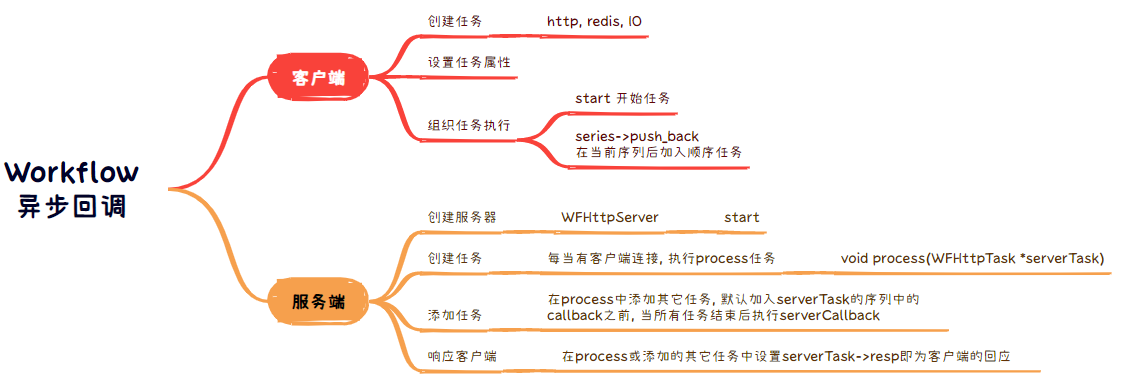 Workflow
异步回调
客户端
创建任务
http, redis, IO
设置任务属性
组织任务执行
start 开始任务
series->push_back
在当前序列后加入顺序任务
服务端
创建服务器
WFHttpServer
start
创建任务
每当有客户端连接, 执行process任务
void process(WFHttpTask *serverTask)
添加任务
在process中添加其它任务, 默认加入serverTask的序列中的
callback之前, 当所有任务结束后执行serverCallback
响应客户端
在process或添加的其它任务中设置serverTask->resp即为客户端的回应